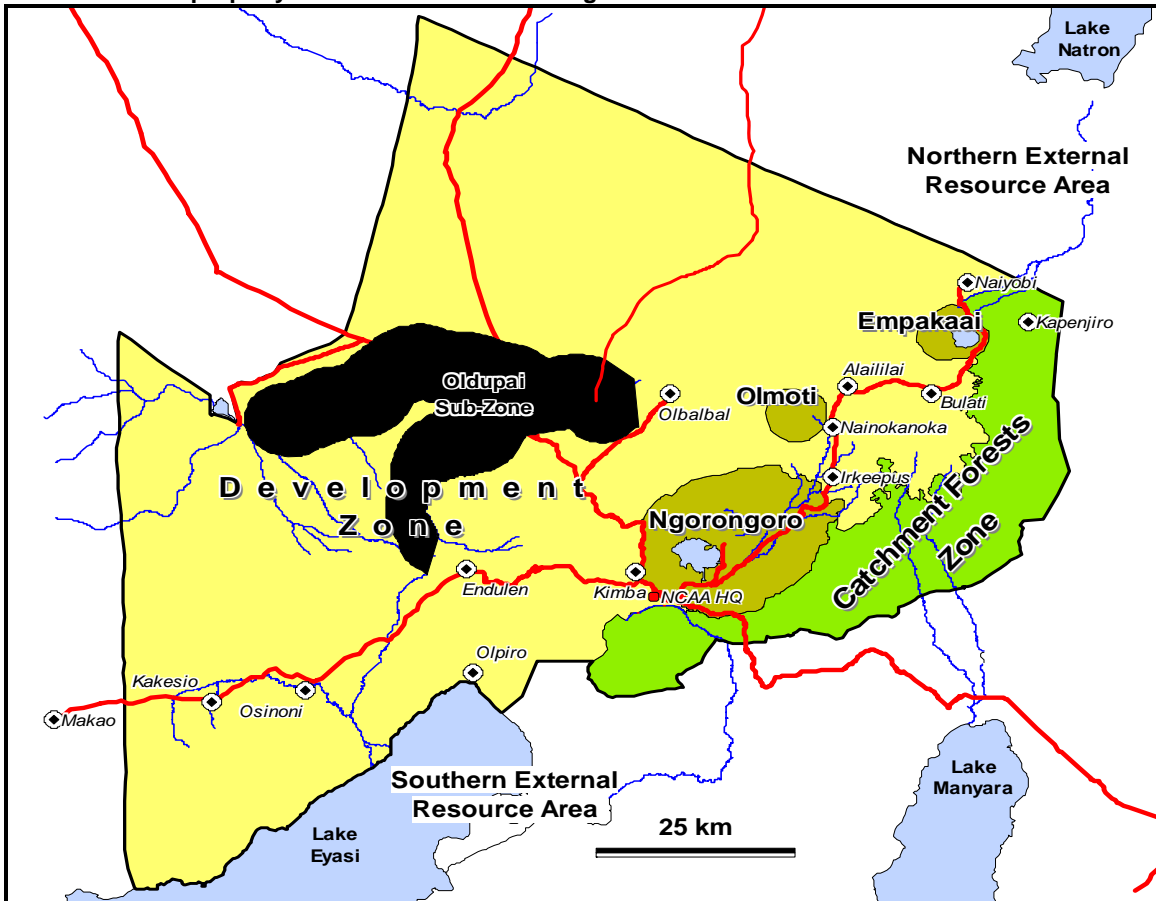 Lake
Natron
Northern External
Resource Area
Naiyobi
Empakaai
Kapenjiro
Oldupai
Sub-Zone
Alaililai
Olmoti
Olbalbal
Bulati
Nainokanoka
Irkeepus
Development
Zone
Ngorongoro
Catchment Forests
Zone
Endulen
Kimba
NCAA HQ
Olpiro
Kakesio
Osinoni
Makao
Southern External
Resource Area
Lake
Manyara
25 km
Lake
Eyasi